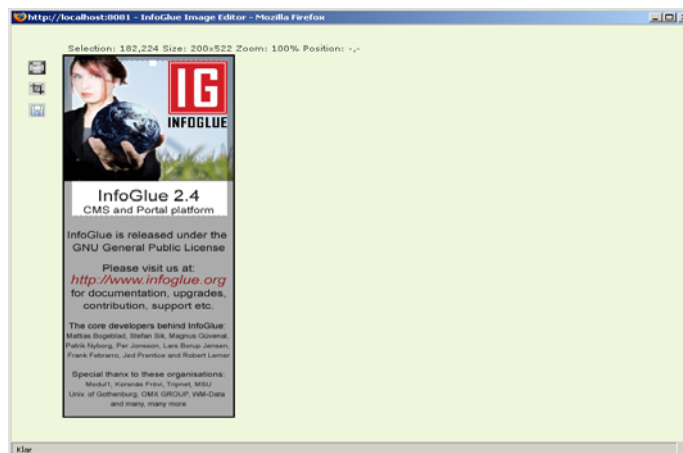 http://localhost:8081 - InfoGlue Image Editor - Mozilla Firefox
Selection: 182,224 Size: 200x522 Zoom: 100% Position: -,-
IG
INFOGLUE
InfoGlue 2.4
CMS and Portal platform
InfoGlue is released under the
GNU General Public License
Please visit us at:
http://www.infoglue.org
for documentation, upgrades,
contribution, support etc.
The core developers behind InfoGlue:
Mattias Bogeblad, Stefan Sik, Magnus Güvenal,
Patrik Nyborg, Per Jonsson, Lars Borup Jensen,
Frank Febrarro, Jed Prentice and Robert Lerner
Special thanx to these organisations:
Modul1, Korsnäs Frövi, Tripnet, MSU
Univ. of Gothenburg, OMX GROUP, WM-Data
and many, many more
Klar